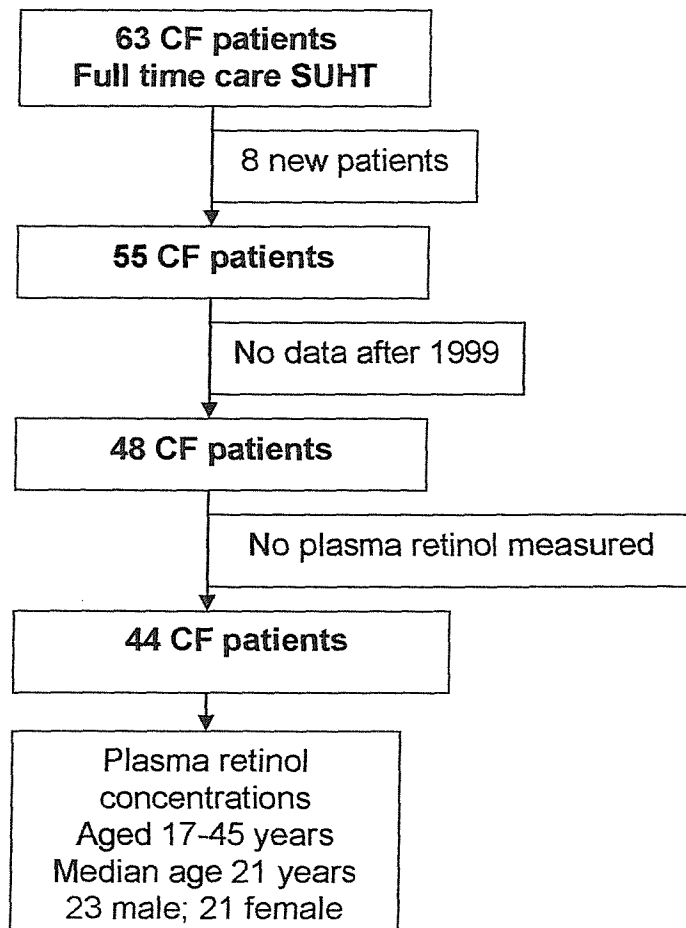 63 CF patients
Full time care SUHT
8 new patients
55 CF patients
No data after 1999
48 CF patients
No plasma retinol measured
44 CF patients
Plasma retinol
concentrations
Aged 17-45 years
Median age 21 years
23 male; 21 female